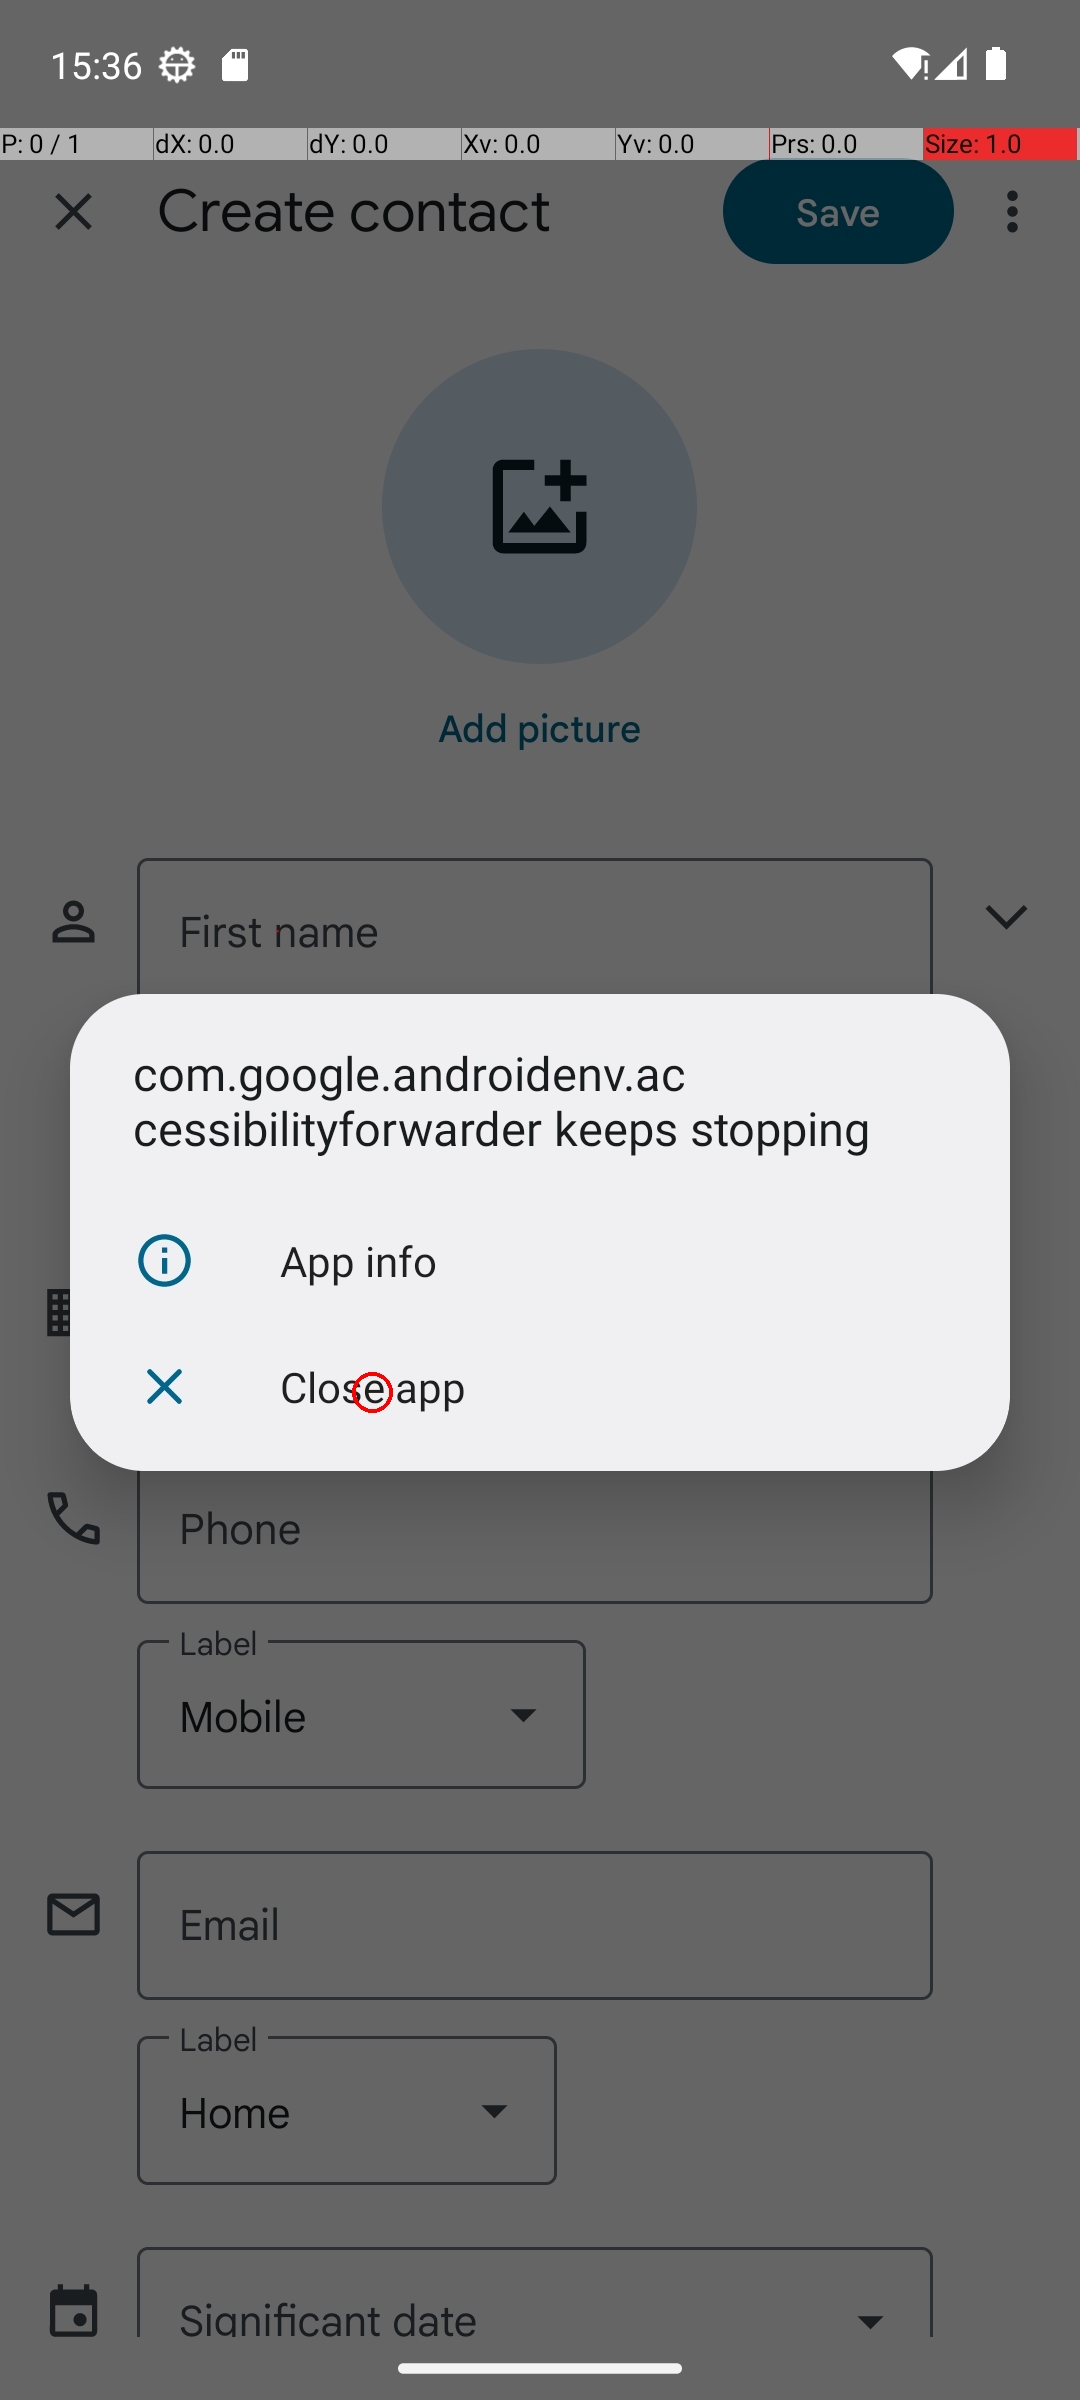 15:36
P: 0 / 1 dX: 0.0 dY: 0.0 Xv: 0.0 Yv: 0.0 Prs: 0.0 Size: 1.0
Create contact Save
Add picture
First name
com.google.androidenv.ac
cessibilityforwarder keeps stopping
App info
Close app
Phone
Label
Mobile
Email
Label
Home
Significant date